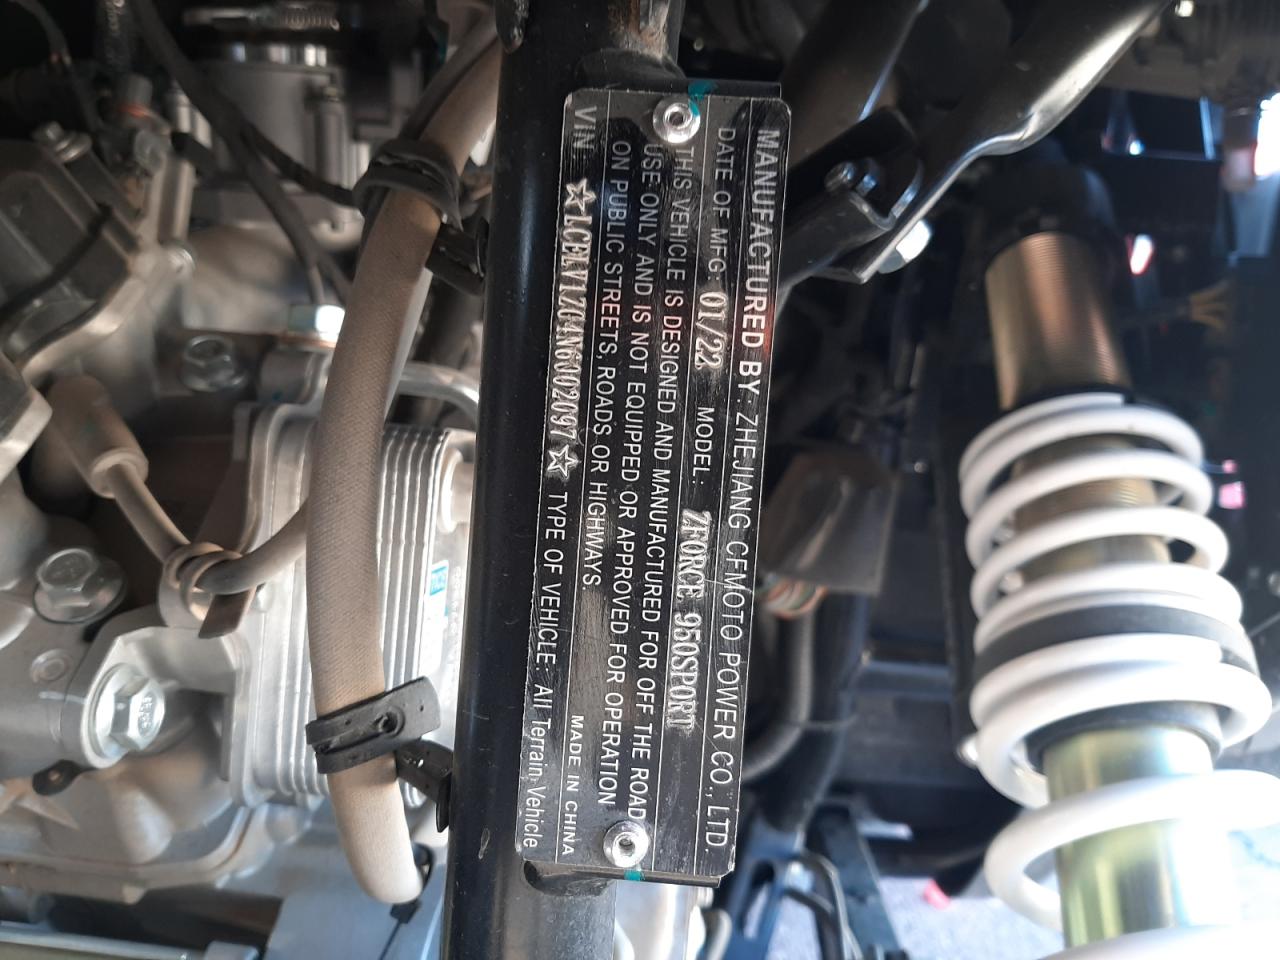 MANUFACTURED BY: ZHEJIANG CFMOTO POWER CO., LTD.
DATE OF MFG: 01/22 MODEL: ZFORCE 950SPORT
THIS VEHICLE IS DESIGNED AND MANUFACTURED FOR OFF THE ROAD
USE ONLY AND IS NOT EQUIPPED OR APPROVED FOR OPERATION
ON PUBLIC STREETS, ROADS OR HIGHWAYS. MADE IN CHINA
VIN ☆LCELV1ZC4N6102097☆ TYPE OF VEHICLE: All Terrain Vehicle